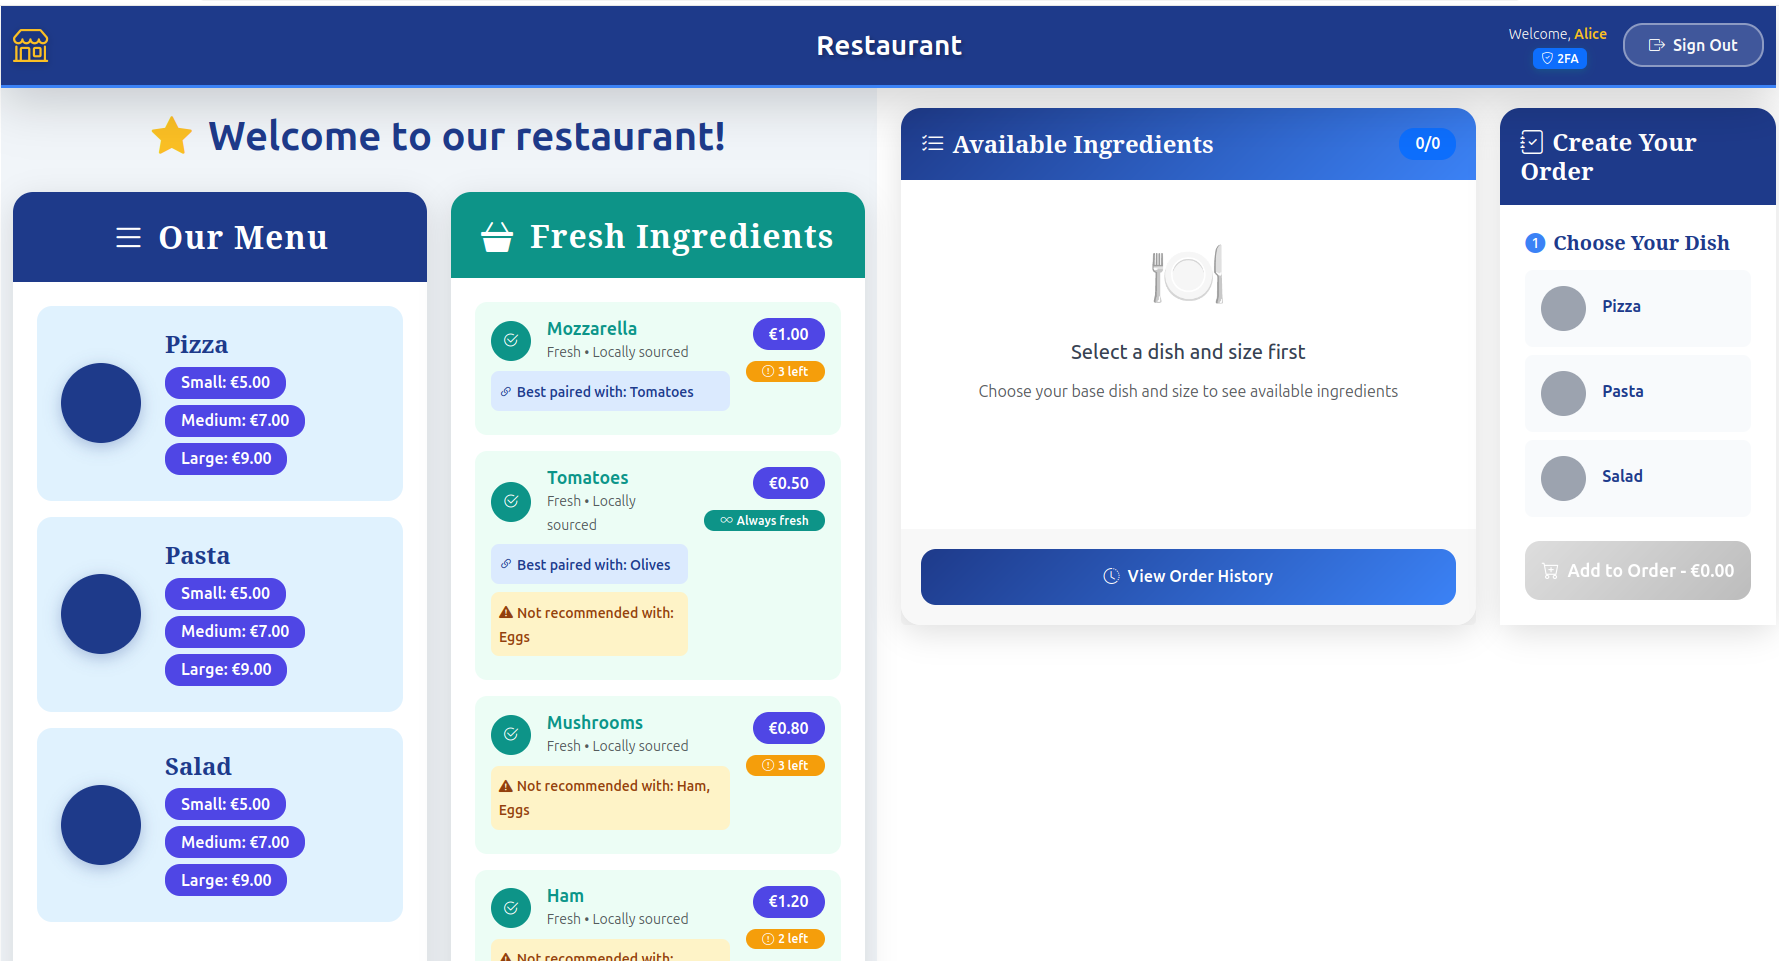 Restaurant
Welcome, Alice
2FA
Sign Out
Welcome to our restaurant!
Our Menu
Pizza
Small: €5.00
Medium: €7.00
Large: €9.00
Pasta
Small: €5.00
Medium: €7.00
Large: €9.00
Salad
Small: €5.00
Medium: €7.00
Large: €9.00
Fresh Ingredients
Mozzarella
Fresh • Locally sourced
€1.00
3 left
Best paired with: Tomatoes
Tomatoes
Fresh • Locally
sourced
€0.50
Always fresh
Best paired with: Olives
Not recommended with:
Eggs
Mushrooms
Fresh • Locally sourced
€0.80
3 left
Not recommended with: Ham,
Eggs
Ham
Fresh • Locally sourced
€1.20
2 left
Not recommended with:
Available Ingredients
0/0
Select a dish and size first
Choose your base dish and size to see available ingredients
View Order History
Create Your
Order
1 Choose Your Dish
Pizza
Pasta
Salad
Add to Order - €0.00